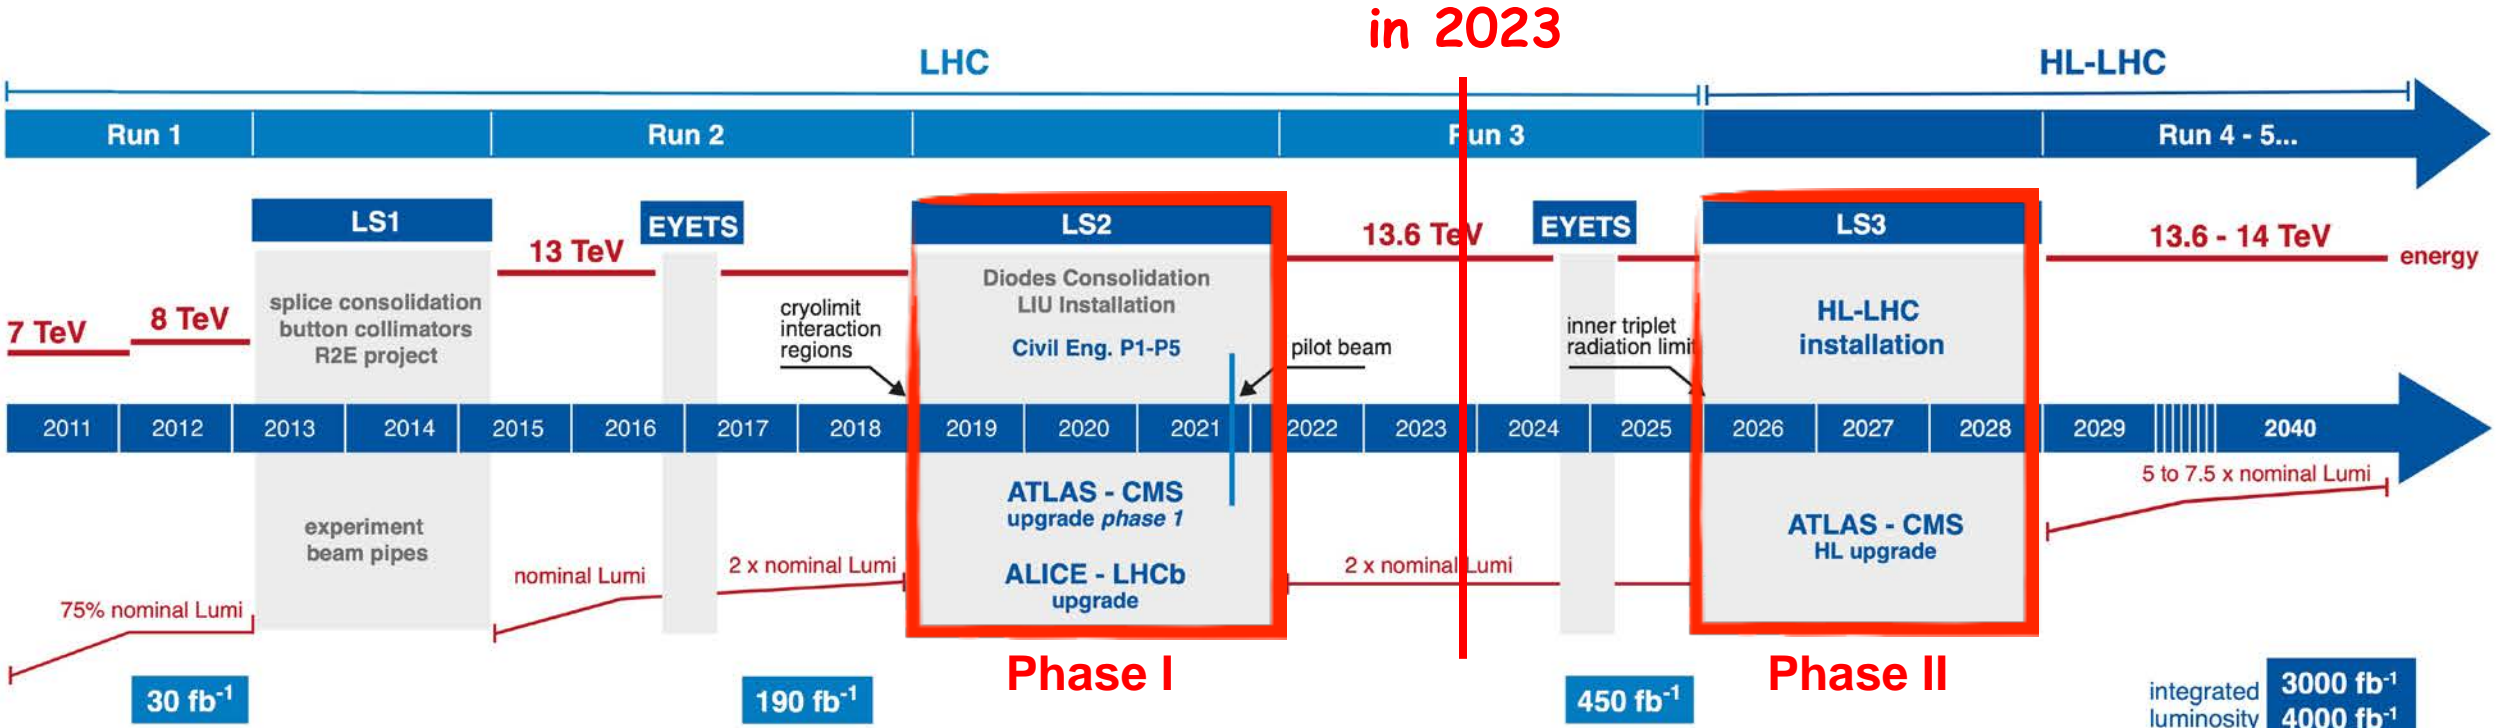 in 2023
LHC
HL-LHC
Run 1
Run 2
Run 3
Run 4 - 5...
LS1
EYETS
LS2
EYETS
LS3
13 TeV
13.6 TeV
13.6 - 14 TeV
energy
7 TeV
8 TeV
splice consolidation
button collimators
R2E project
cryolimit
interaction
regions
Diodes Consolidation
LIU Installation
Civil Eng. P1-P5
pilot beam
inner triplet
radiation limit
HL-LHC
installation
2011 2012 2013 2014 2015 2016 2017 2018 2019 2020 2021 2022 2023 2024 2025 2026 2027 2028 2029 2040
experiment
beam pipes
ATLAS - CMS
upgrade phase 1
ALICE - LHCb
upgrade
ATLAS - CMS
HL upgrade
5 to 7.5 x nominal Lumi
75% nominal Lumi
nominal Lumi
2 x nominal Lumi
2 x nominal Lumi
Phase I
Phase II
30 fb⁻¹
190 fb⁻¹
450 fb⁻¹
integrated
luminosity
3000 fb⁻¹
4000 fb⁻¹